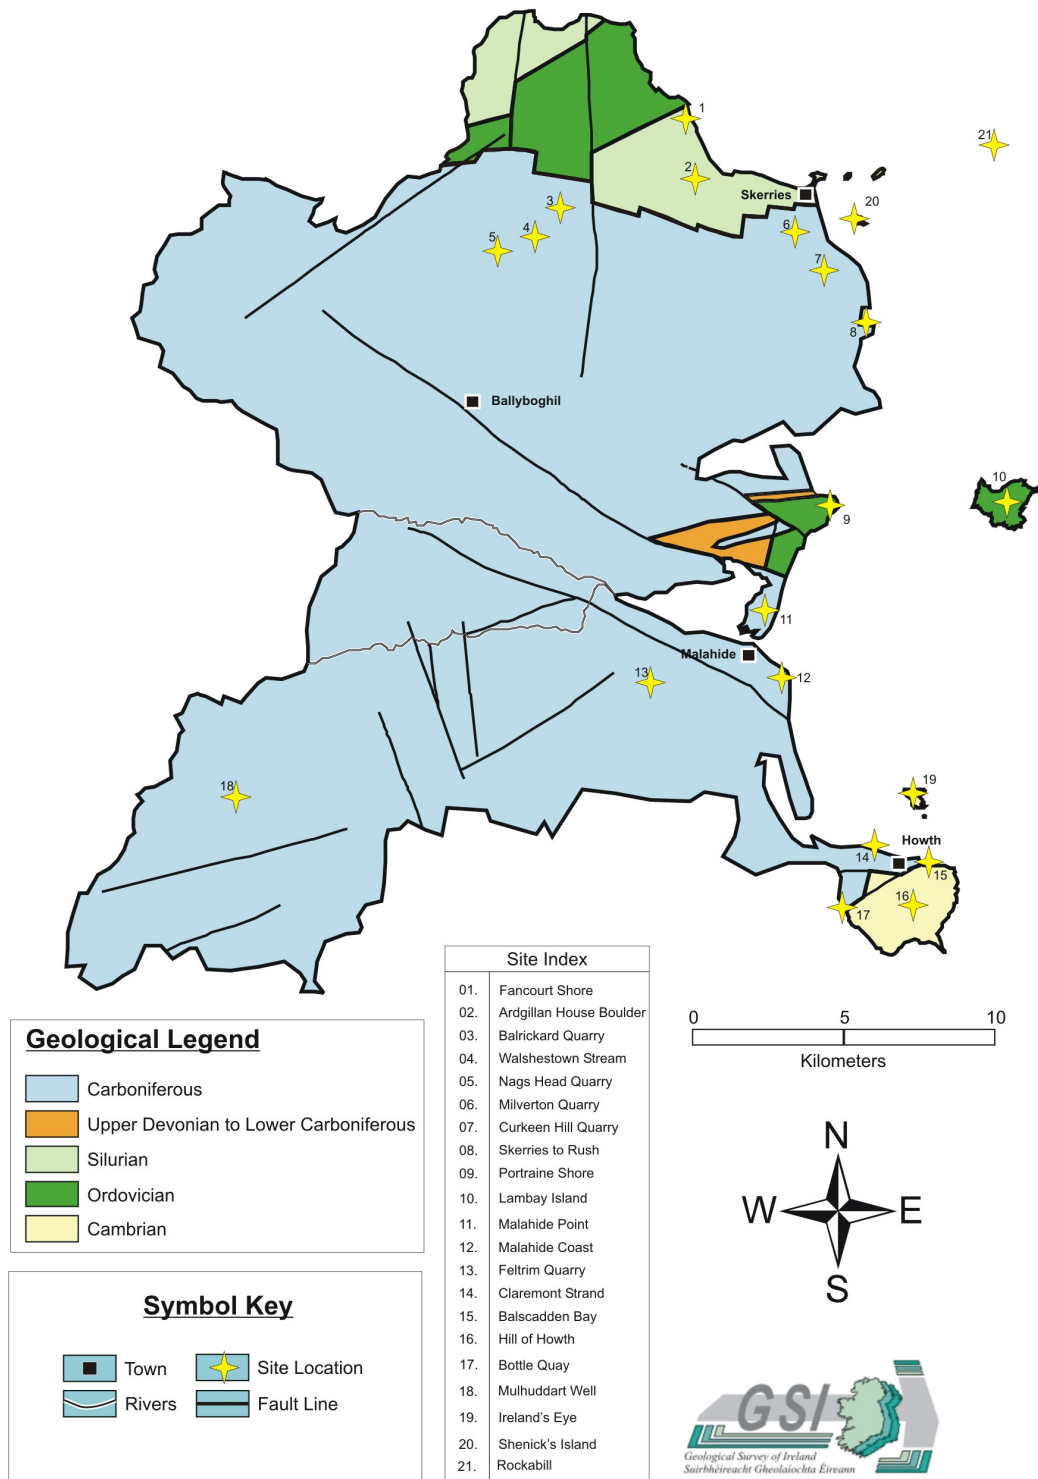 1
21
2
Skerries
20
3
4
5
6
7
8
Ballyboghil
10
9
11
Malahide
12
13
18
19
Howth
14
15
16
17
Site Index
01. Fancourt Shore
02. Ardgillan House Boulder
03. Balrickard Quarry
04. Walshestown Stream
05. Nags Head Quarry
06. Milverton Quarry
07. Curkeen Hill Quarry
08. Skerries to Rush
09. Portraine Shore
10. Lambay Island
11. Malahide Point
12. Malahide Coast
13. Feltrim Quarry
14. Claremont Strand
15. Balscadden Bay
16. Hill of Howth
17. Bottle Quay
18. Mulhuddart Well
19. Ireland's Eye
20. Shenick's Island
21. Rockabill
Geological Legend
Carboniferous
Upper Devonian to Lower Carboniferous
Silurian
Ordovician
Cambrian
Symbol Key
Town
Site Location
Rivers
Fault Line
0 5 10
Kilometers
N
W E
S
GSI
Geological Survey of Ireland
Suirbhéireacht Gheolaíochta Éireann